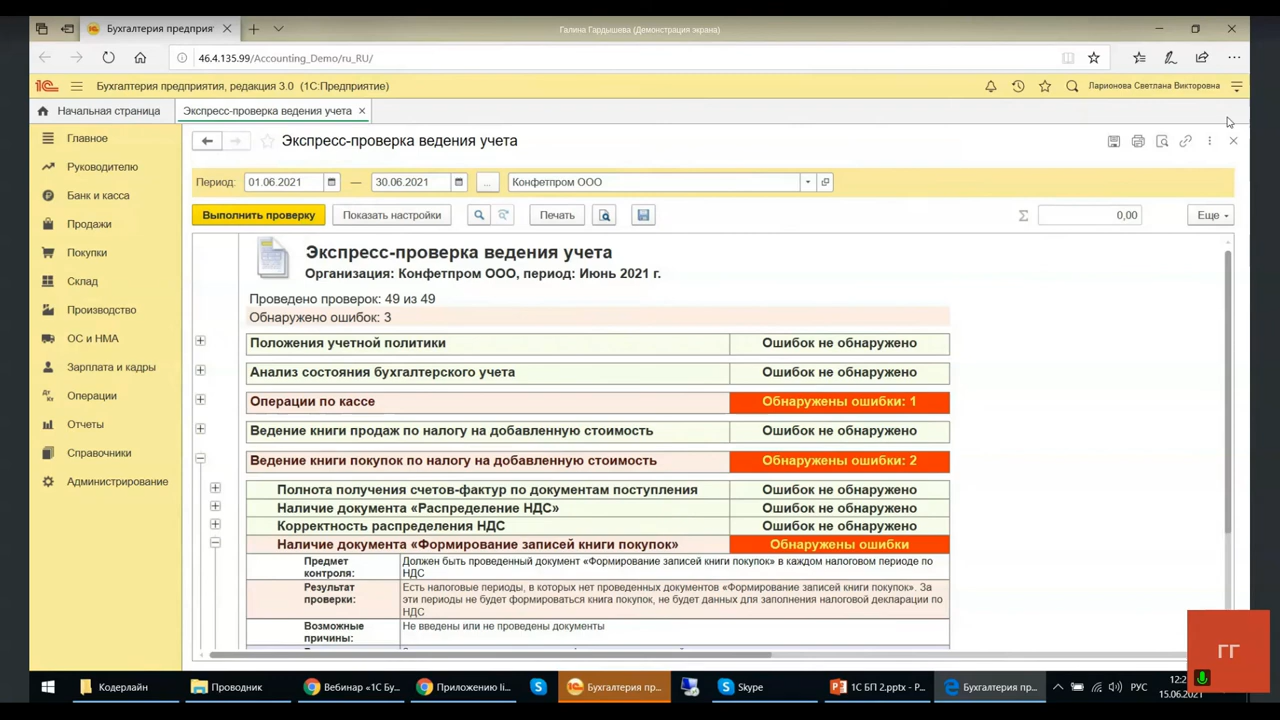 Бухгалтерия предприят
Галина Гардышева (Демонстрация экрана)
46.4.135.99/Accounting_Demo/ru_RU/
1С
Бухгалтерия предприятия, редакция 3.0 (1С:Предприятие)
Ларионова Светлана Викторовна
Начальная страница
Экспресс-проверка ведения учета
Главное
Руководителю
Банк и касса
Продажи
Покупки
Склад
Производство
ОС и НМА
Зарплата и кадры
Операции
Отчеты
Справочники
Администрирование
Экспресс-проверка ведения учета
Период: 01.06.2021 — 30.06.2021 ... Конфетпром ООО
Выполнить проверку Показать настройки Печать Σ 0,00 Еще
Экспресс-проверка ведения учета
Организация: Конфетпром ООО, период: Июнь 2021 г.
Проведено проверок: 49 из 49
Обнаружено ошибок: 3
Положения учетной политики Ошибок не обнаружено
Анализ состояния бухгалтерского учета Ошибок не обнаружено
Операции по кассе Обнаружены ошибки: 1
Ведение книги продаж по налогу на добавленную стоимость Ошибок не обнаружено
Ведение книги покупок по налогу на добавленную стоимость Обнаружены ошибки: 2
Полнота получения счетов-фактур по документам поступления Ошибок не обнаружено
Наличие документа «Распределение НДС» Ошибок не обнаружено
Корректность распределения НДС Ошибок не обнаружено
Наличие документа «Формирование записей книги покупок» Обнаружены ошибки
Предмет контроля:
Должен быть проведенный документ «Формирование записей книги покупок» в каждом налоговом периоде по
НДС
Результат проверки:
Есть налоговые периоды, в которых нет проведенных документов «Формирование записей книги покупок». За
эти периоды не будет формироваться книга покупок, не будет данных для заполнения налоговой декларации по
НДС
Возможные причины:
Не введены или не проведены документы
ГГ
Кодерлайн
Проводник
Вебинар «1С Бу...
Приложению li...
Бухгалтерия пр...
Skype
1С БП 2.pptx - P...
Бухгалтерия пр...
РУС
12:2
15.06.2021